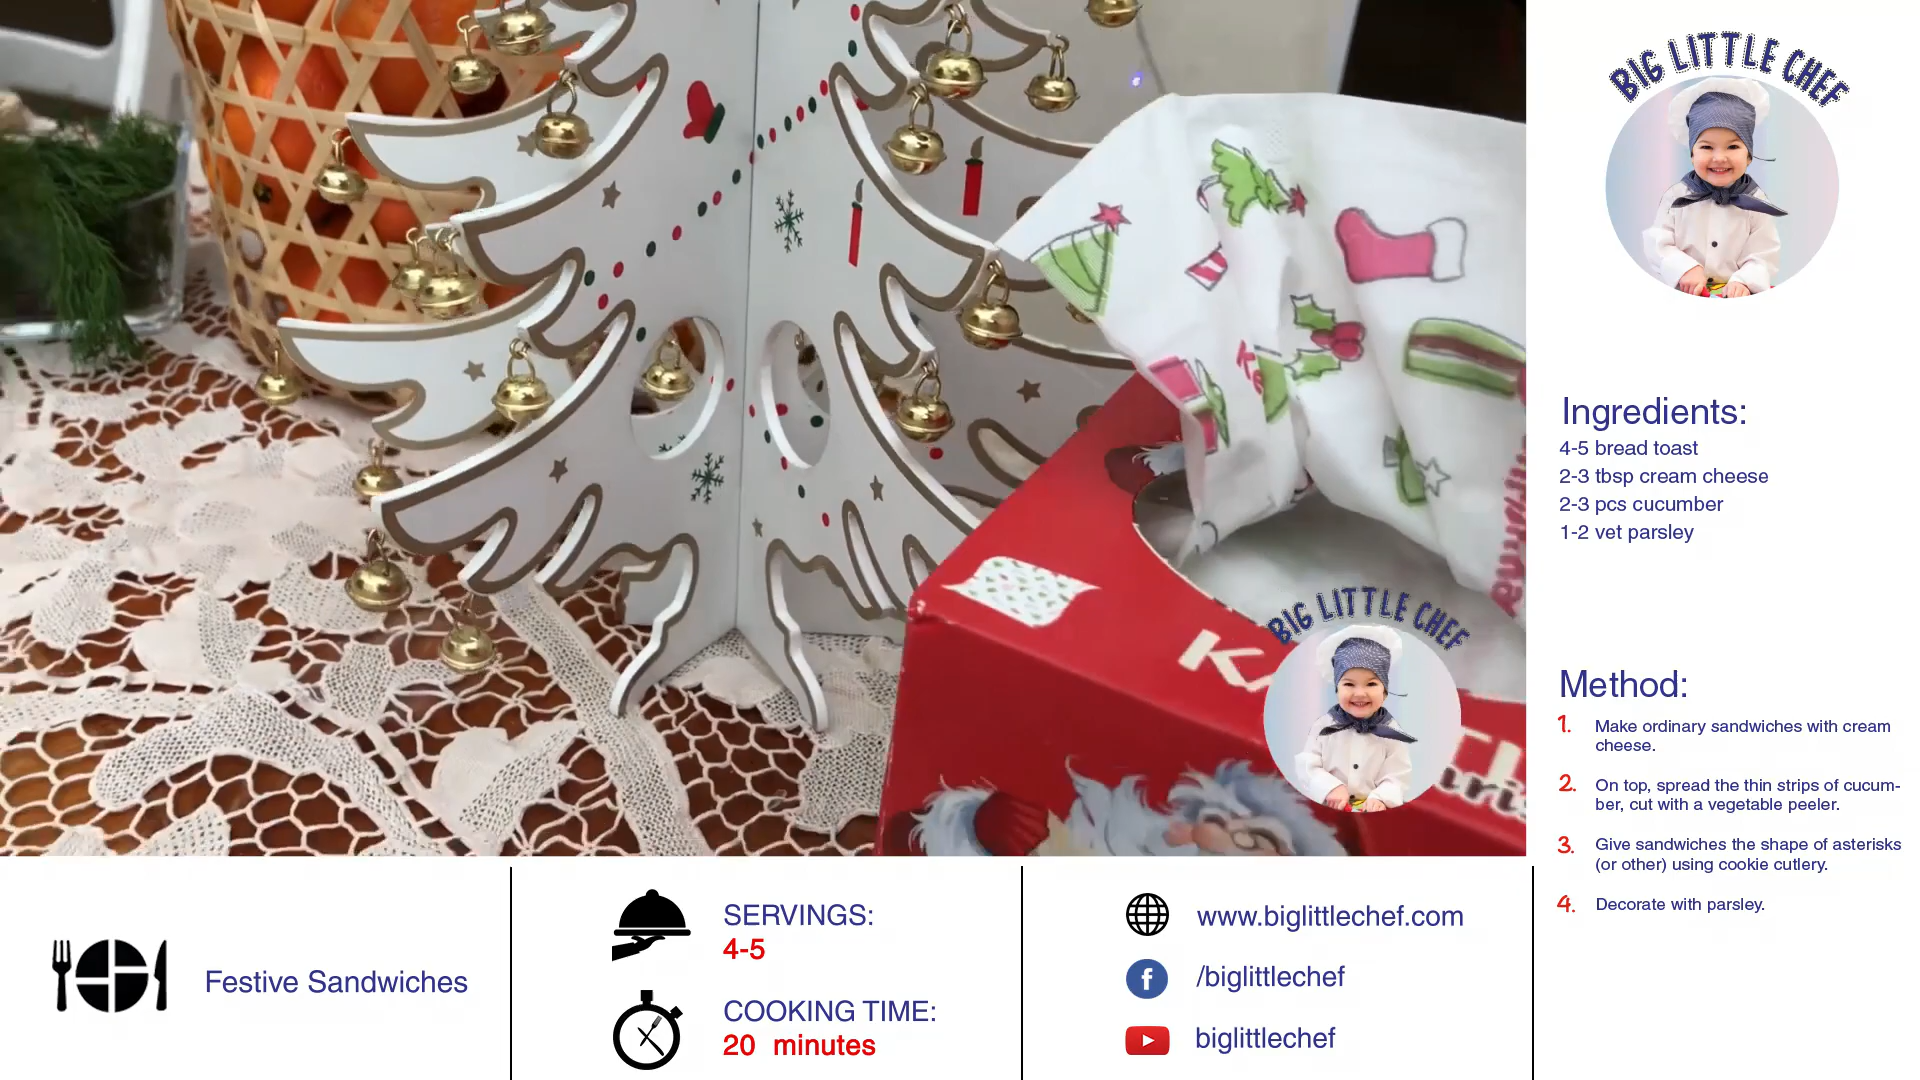 BIG LITTLE CHEF
Ingredients:
4-5 bread toast
2-3 tbsp cream cheese
2-3 pcs cucumber
1-2 vet parsley
BIG LITTLE CHEF
Method:
1. Make ordinary sandwiches with cream
cheese.
2. On top, spread the thin strips of cucum-
ber, cut with a vegetable peeler.
3. Give sandwiches the shape of asterisks
(or other) using cookie cutlery.
4. Decorate with parsley.
Festive Sandwiches
SERVINGS:
4-5
COOKING TIME:
20 minutes
www.biglittlechef.com
/biglittlechef
biglittlechef